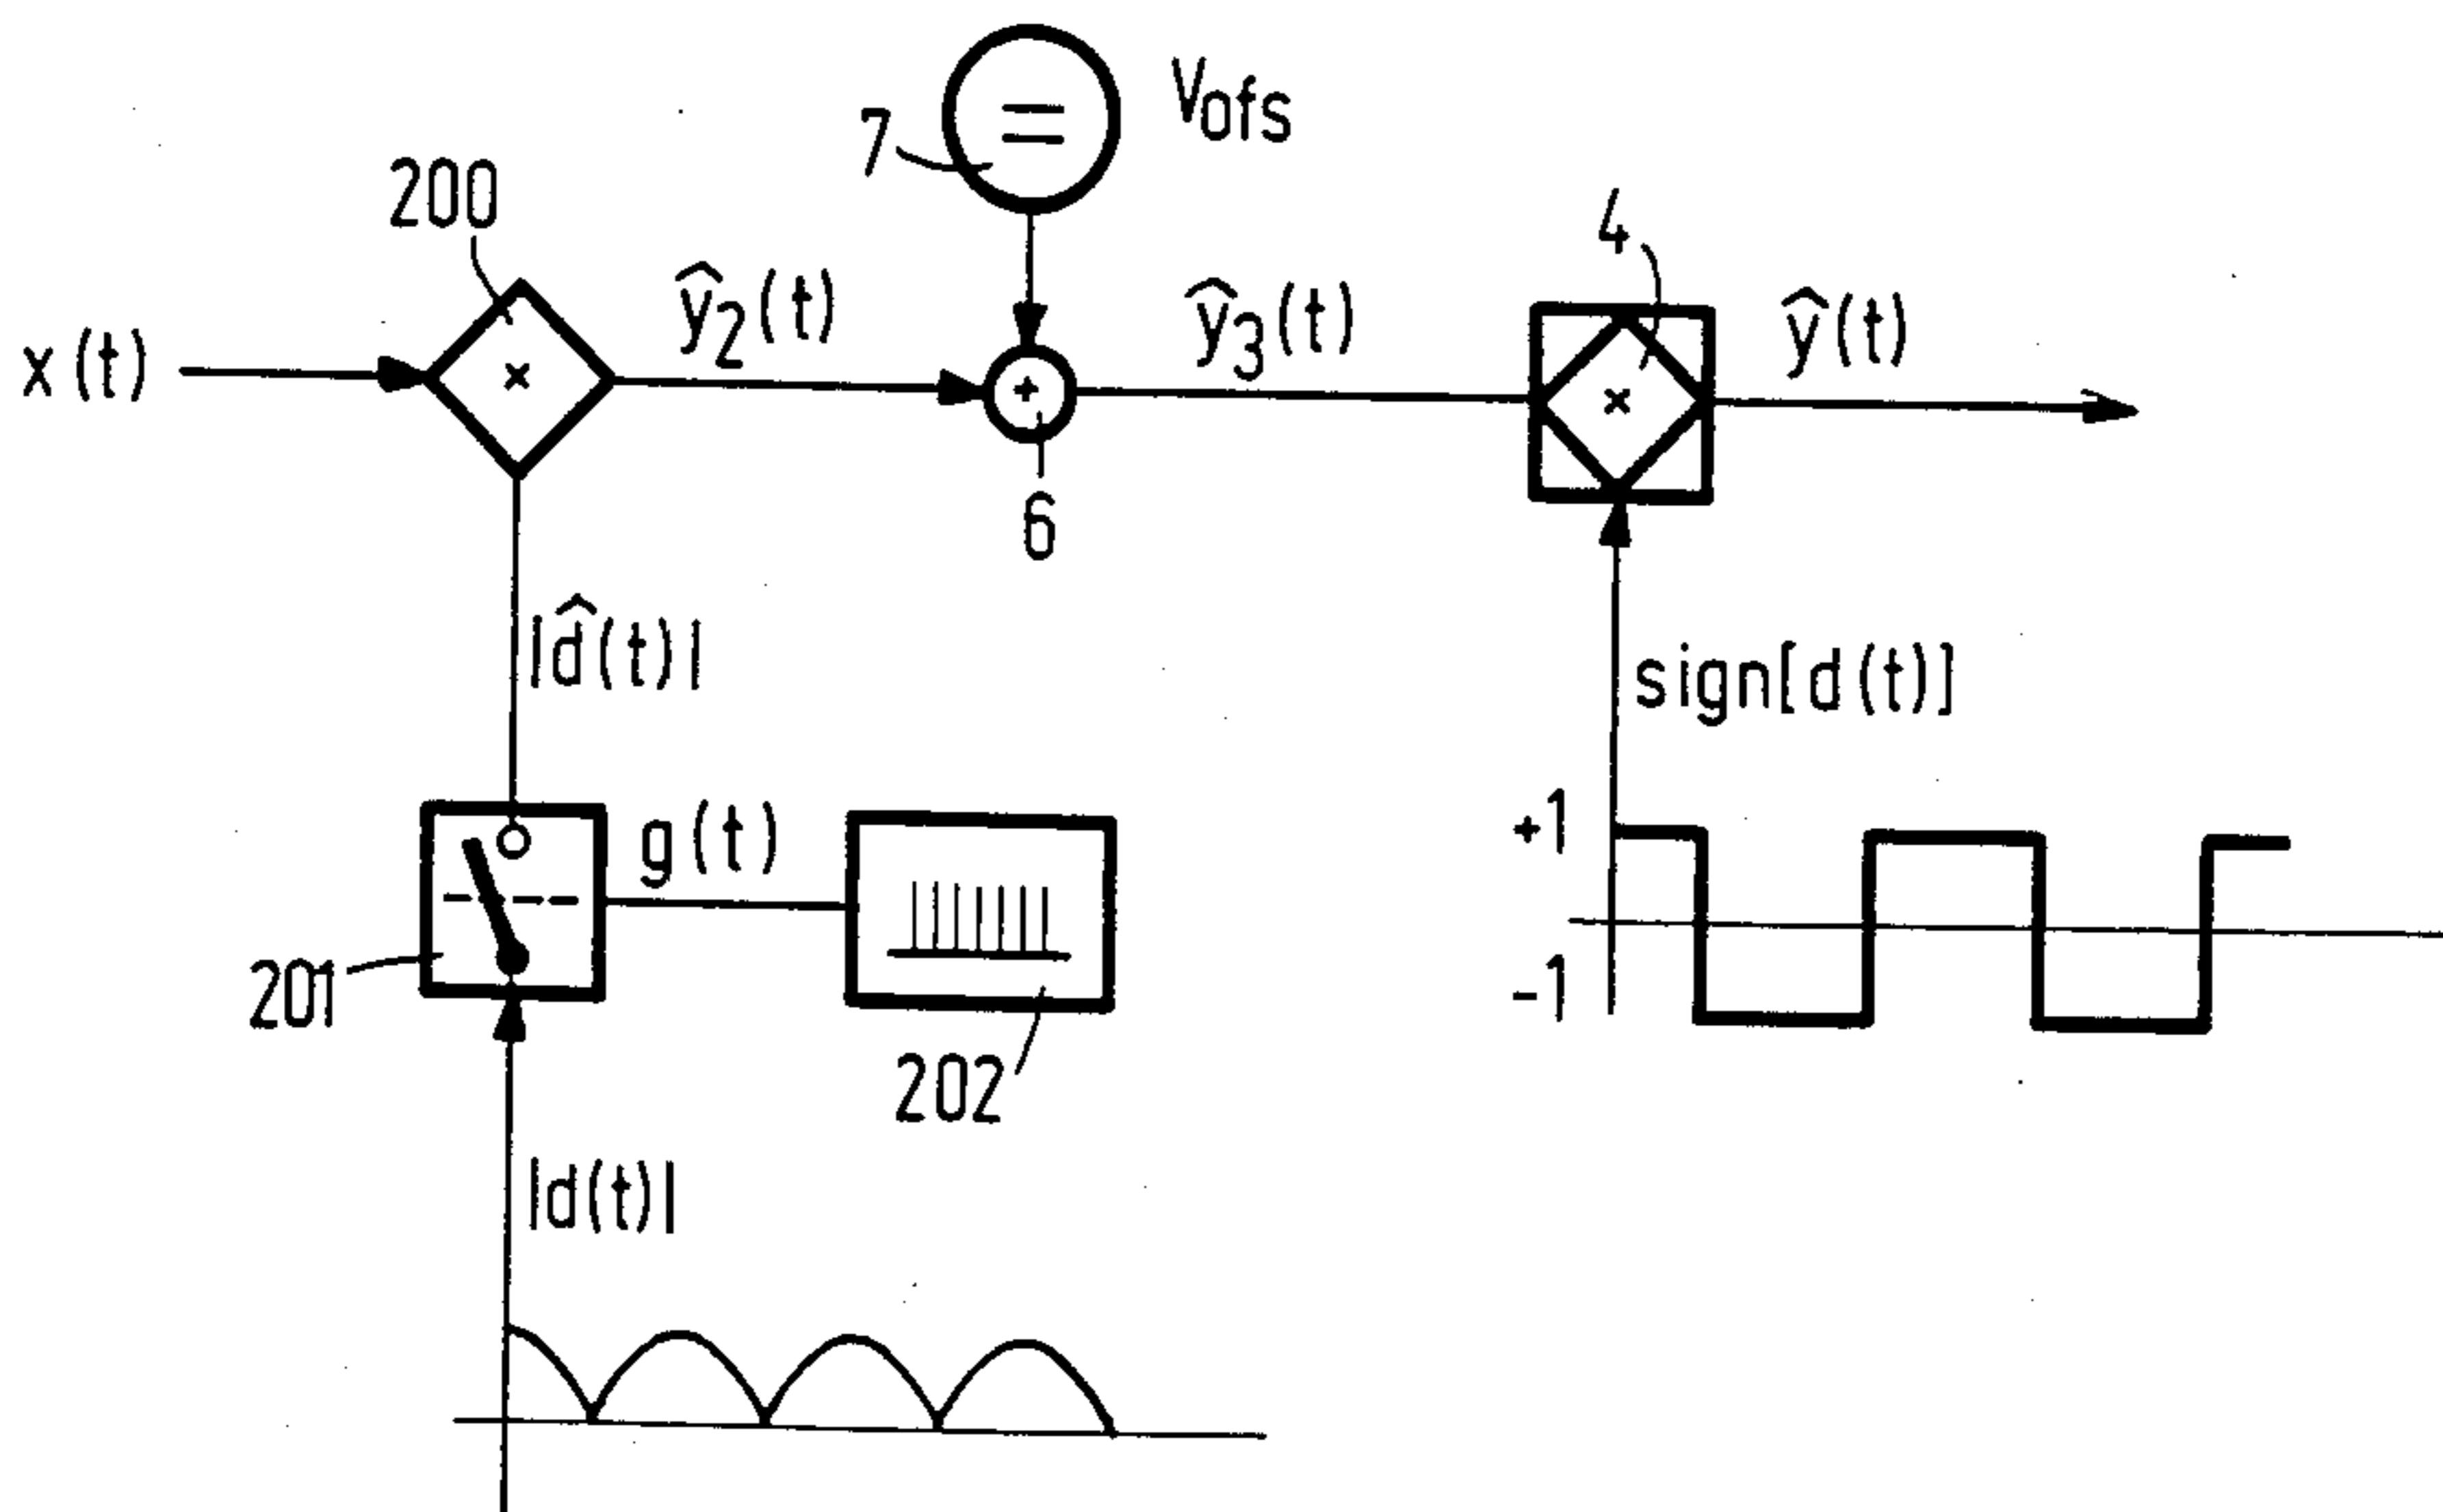 7
Vofs
200
4
x(t)
x
ŷ2(t)
+
ŷ3(t)
x
ŷ(t)
6
|d̂(t)|
sign[d(t)]
g(t)
+1
201
-1
202
|d(t)|